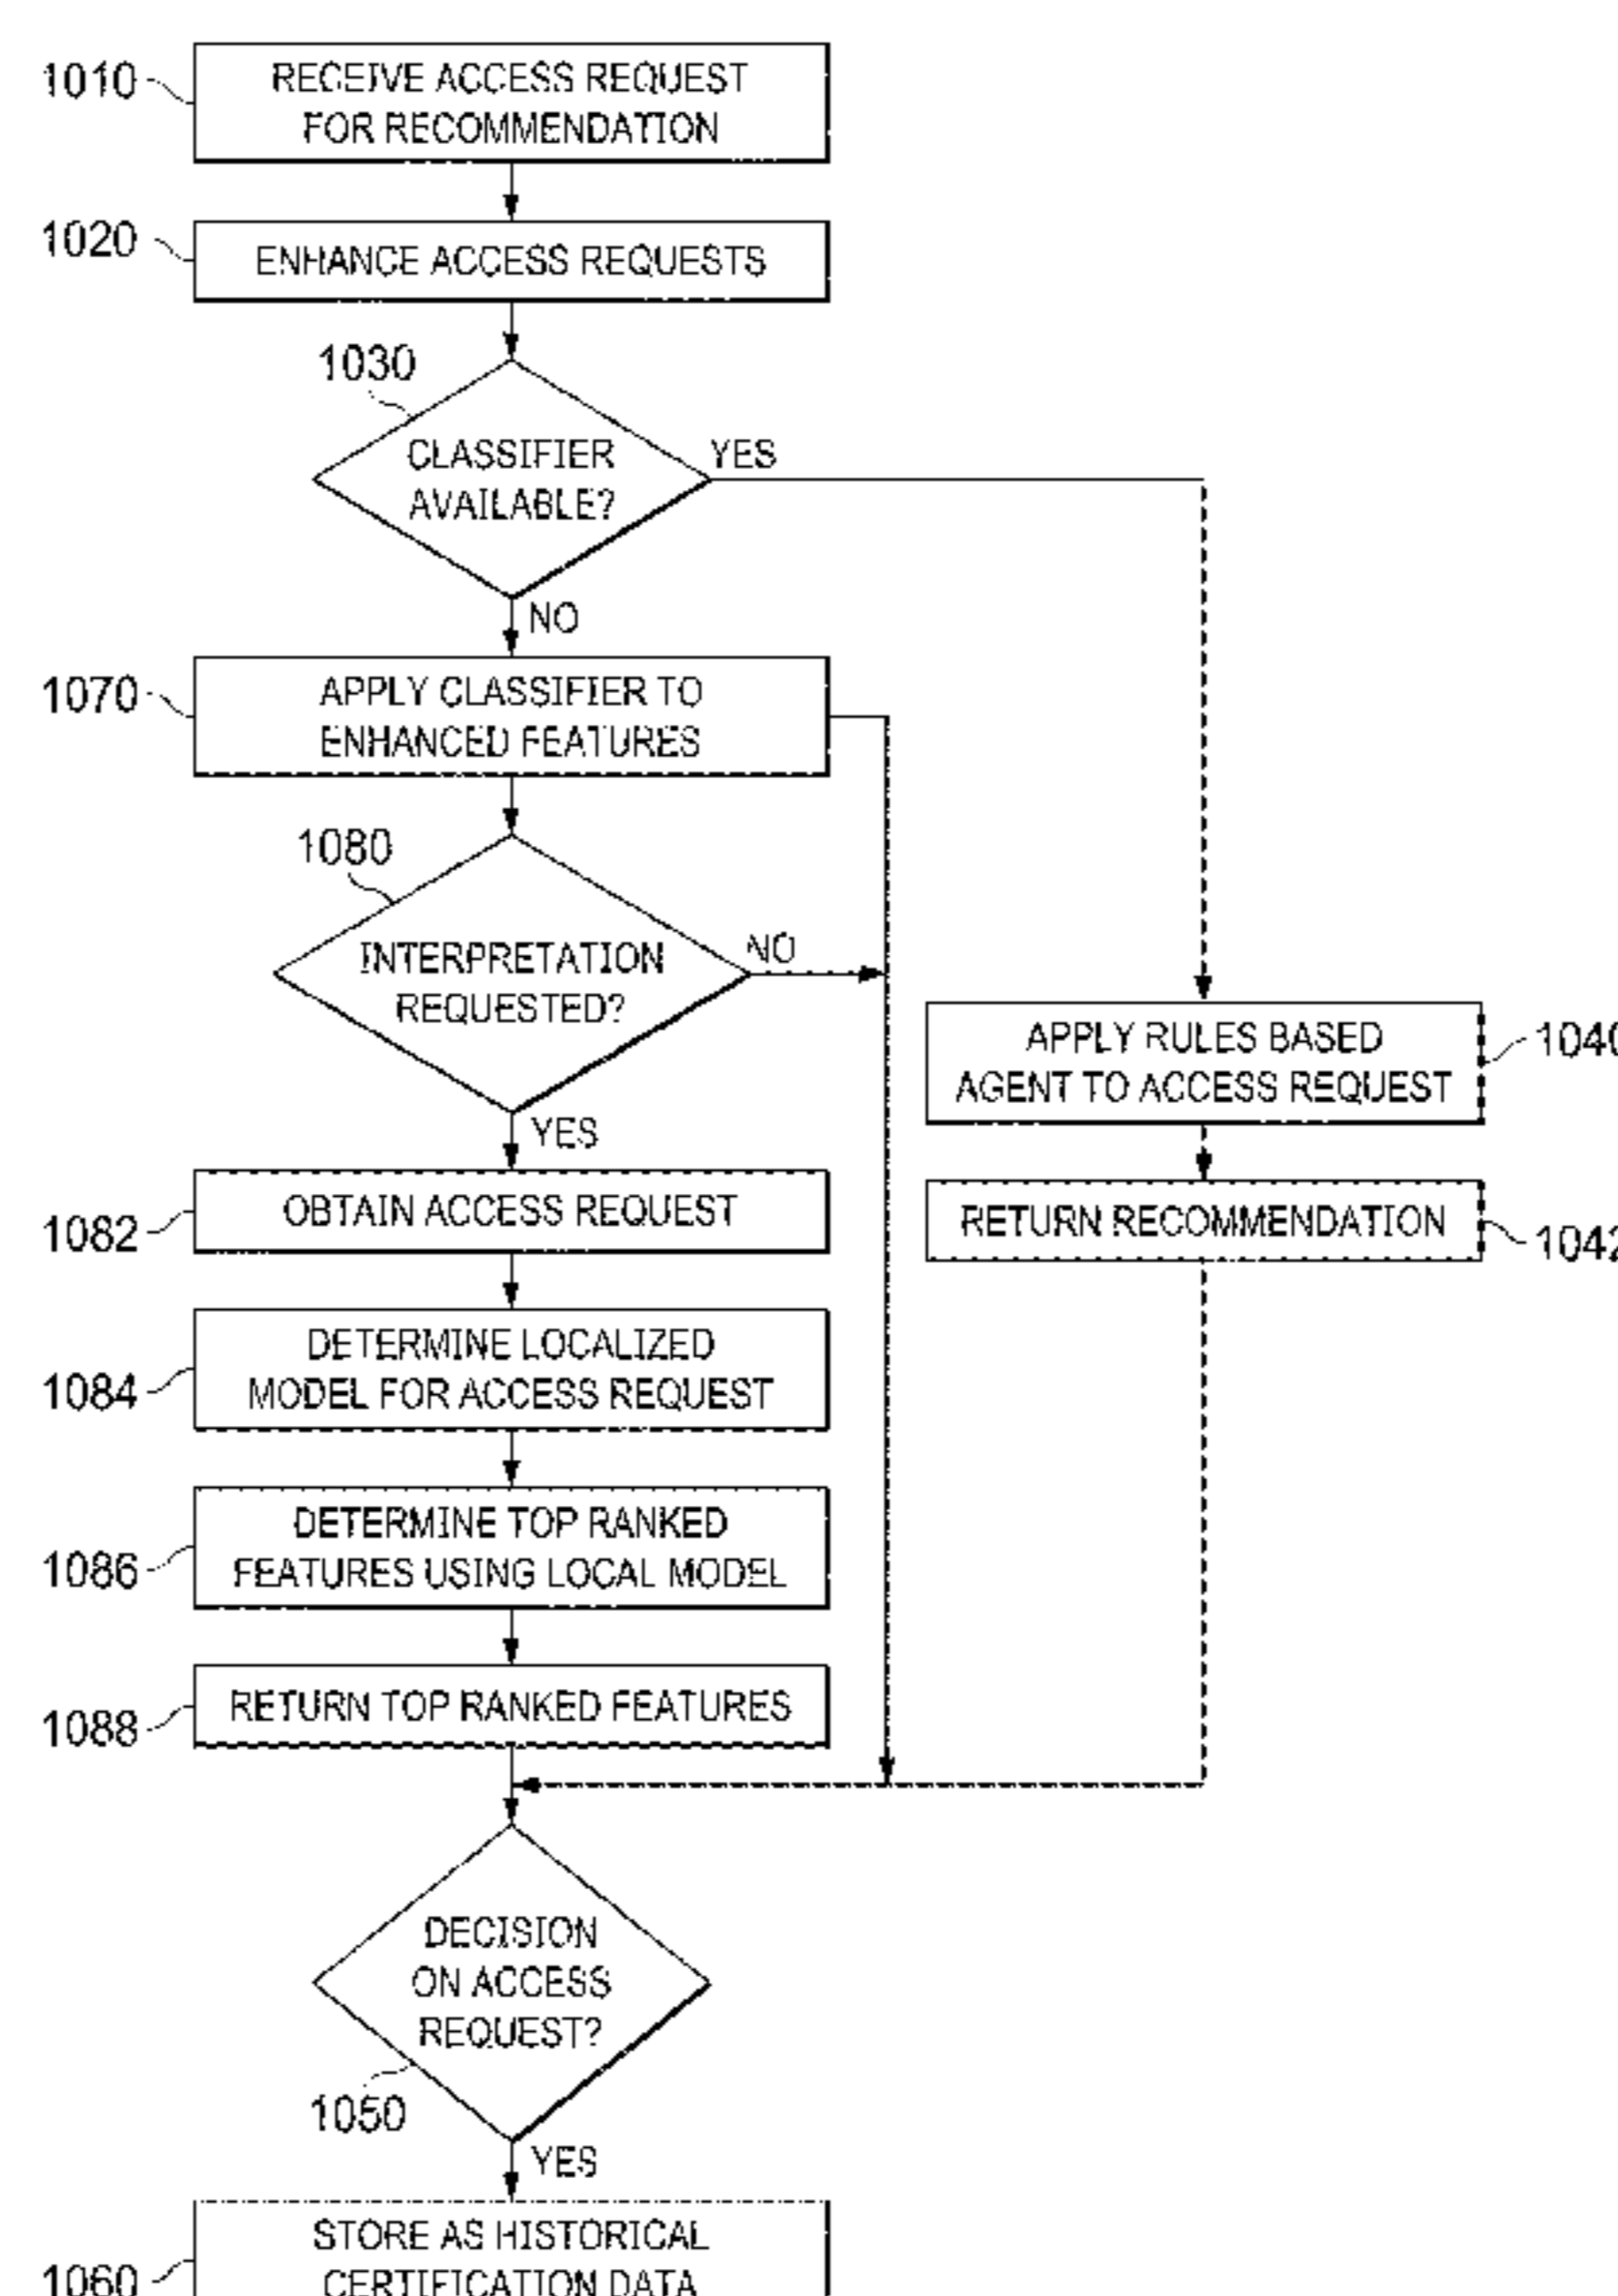 1010
RECEIVE ACCESS REQUEST
FOR RECOMMENDATION
1020
ENHANCE ACCESS REQUESTS
1030
CLASSIFIER
AVAILABLE?
YES
NO
1070
APPLY CLASSIFIER TO
ENHANCED FEATURES
1080
INTERPRETATION
REQUESTED?
NO
YES
APPLY RULES BASED
AGENT TO ACCESS REQUEST
1040
1082
OBTAIN ACCESS REQUEST
RETURN RECOMMENDATION
1042
1084
DETERMINE LOCALIZED
MODEL FOR ACCESS REQUEST
1086
DETERMINE TOP RANKED
FEATURES USING LOCAL MODEL
1088
RETURN TOP RANKED FEATURES
DECISION
ON ACCESS
REQUEST?
1050
YES
1060
STORE AS HISTORICAL
CERTIFICATION DATA